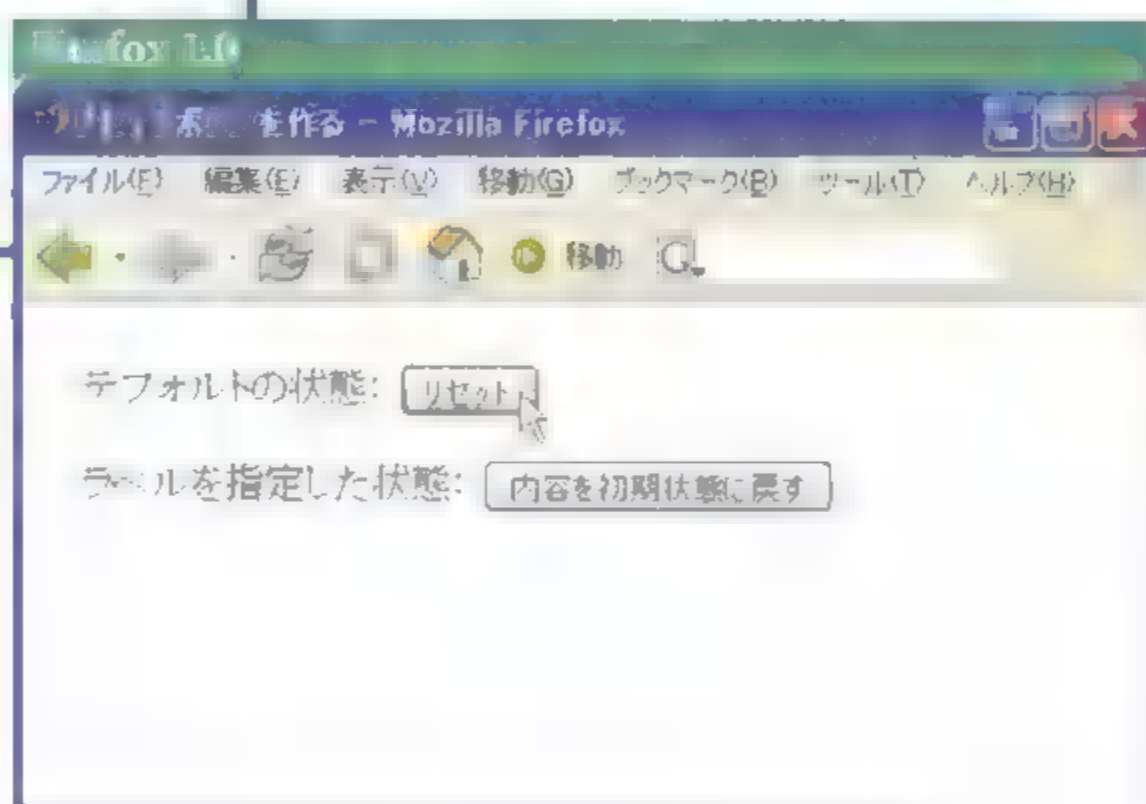 Firefox 1.0
を作る - Mozilla Firefox
ファイル(F) 編集(E) 表示(V) 移動(G) ブックマーク(B) ツール(T) ヘルプ(H)
移動
デフォルトの状態: リセット
ラベルを指定した状態: 内容を初期状態に戻す